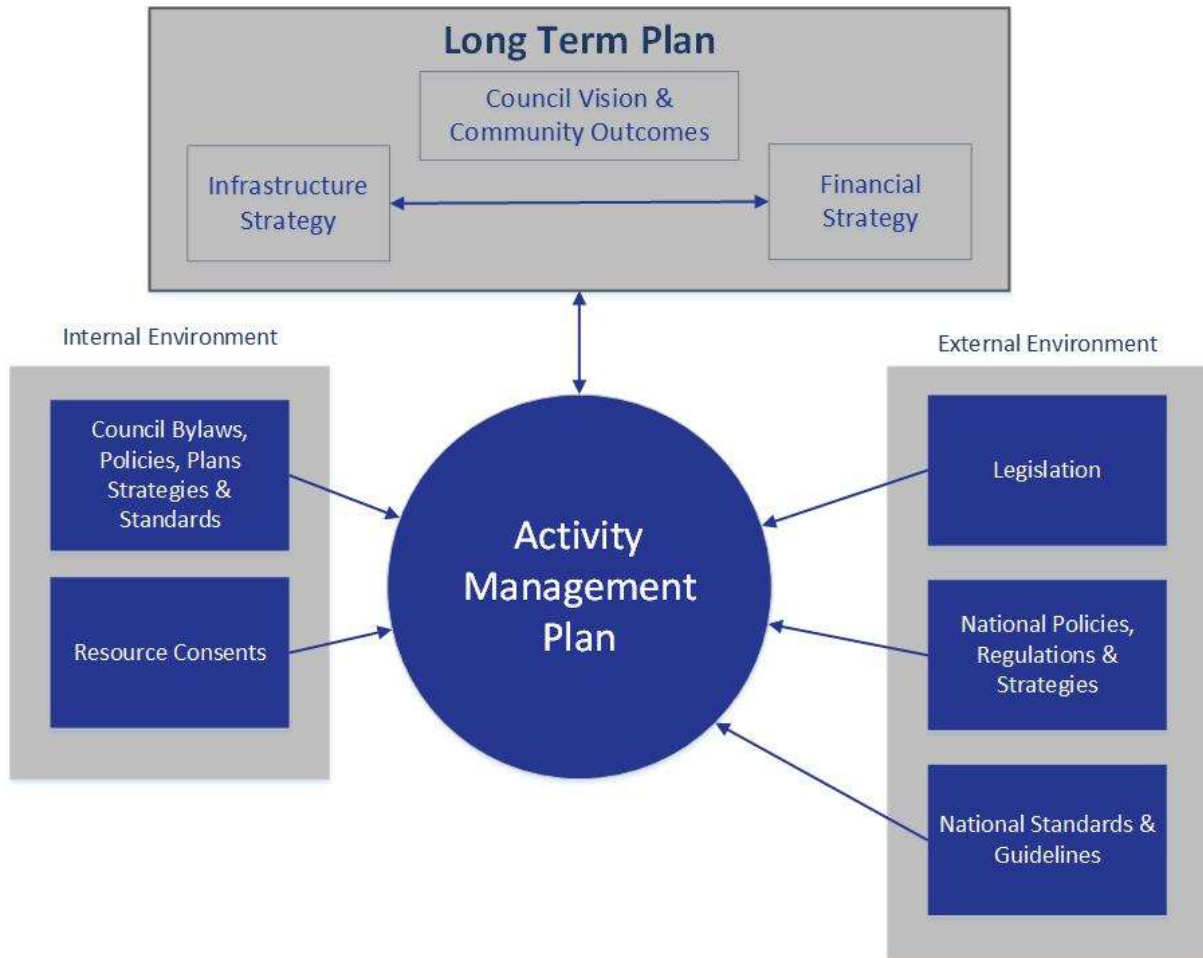 Long Term Plan
Council Vision &
Community Outcomes
Infrastructure
Strategy
Financial
Strategy
Internal Environment
External Environment
Council Bylaws,
Policies, Plans
Strategies &
Standards
Resource Consents
Activity
Management
Plan
Legislation
National Policies,
Regulations &
Strategies
National Standards &
Guidelines